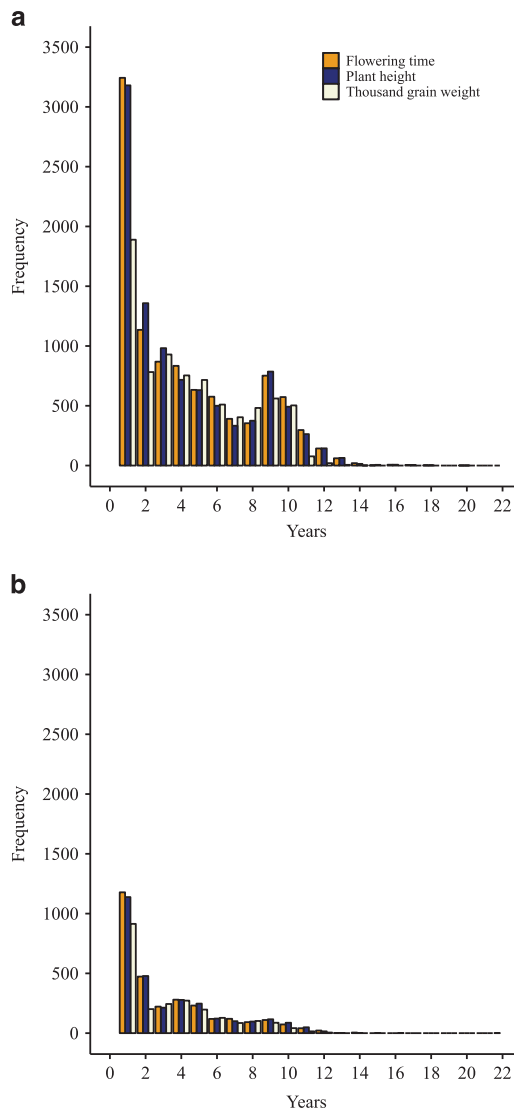 a
3500
Flowering time
Plant height
3000
Thousand grain weight
2500
2000
Frequency
1500
1000
500
0
0 2 4 6 8 10 12 14 16 18 20 22
Years
b
3500
3000
2500
2000
Frequency
1500
1000
500
0
0 2 4 6 8 10 12 14 16 18 20 22
Years